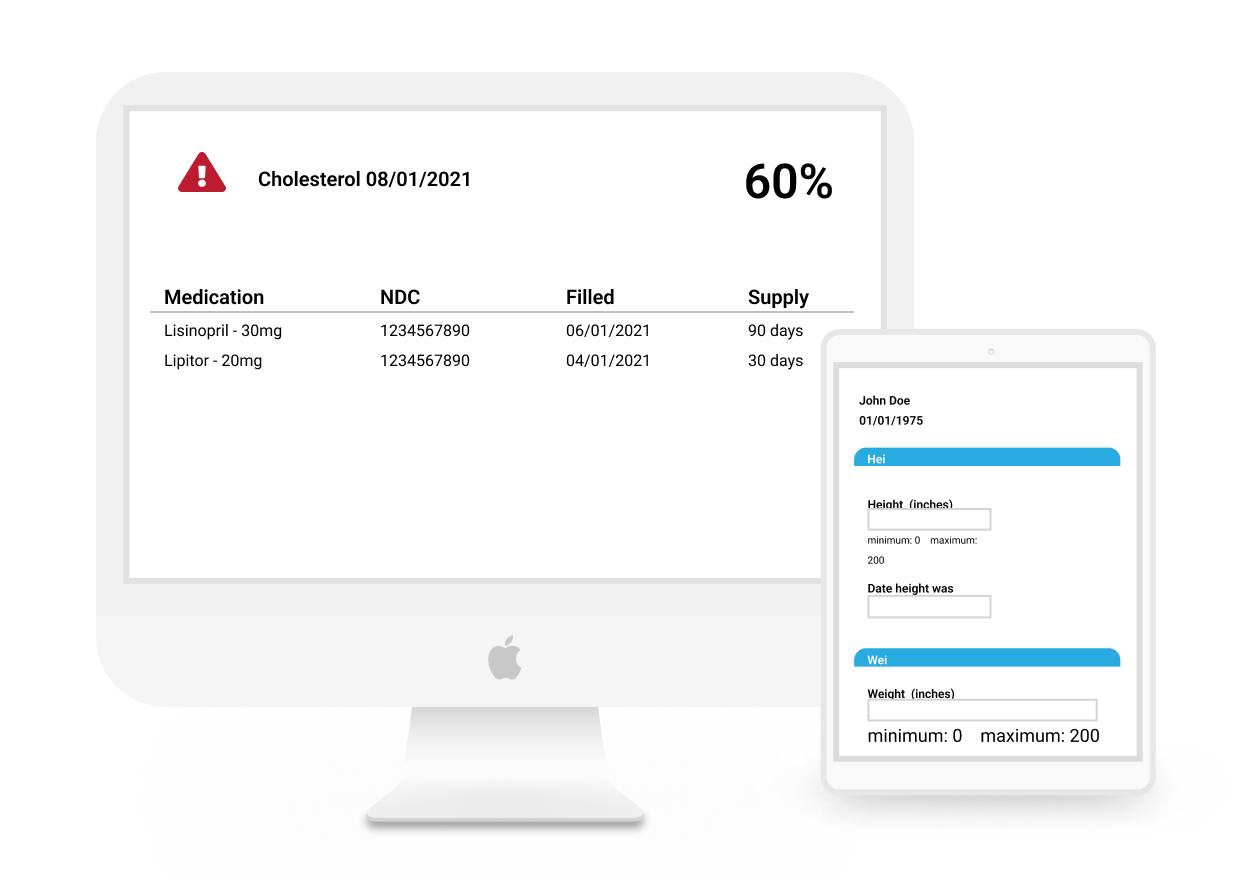 Cholesterol 08/01/2021
60%
Medication NDC Filled Supply
Lisinopril - 30mg 1234567890 06/01/2021 90 days
Lipitor - 20mg 1234567890 04/01/2021 30 days
John Doe
01/01/1975
Hei
Height (inches)
minimum: 0 maximum:
200
Date height was
Wei
Weight (inches)
minimum: 0 maximum: 200